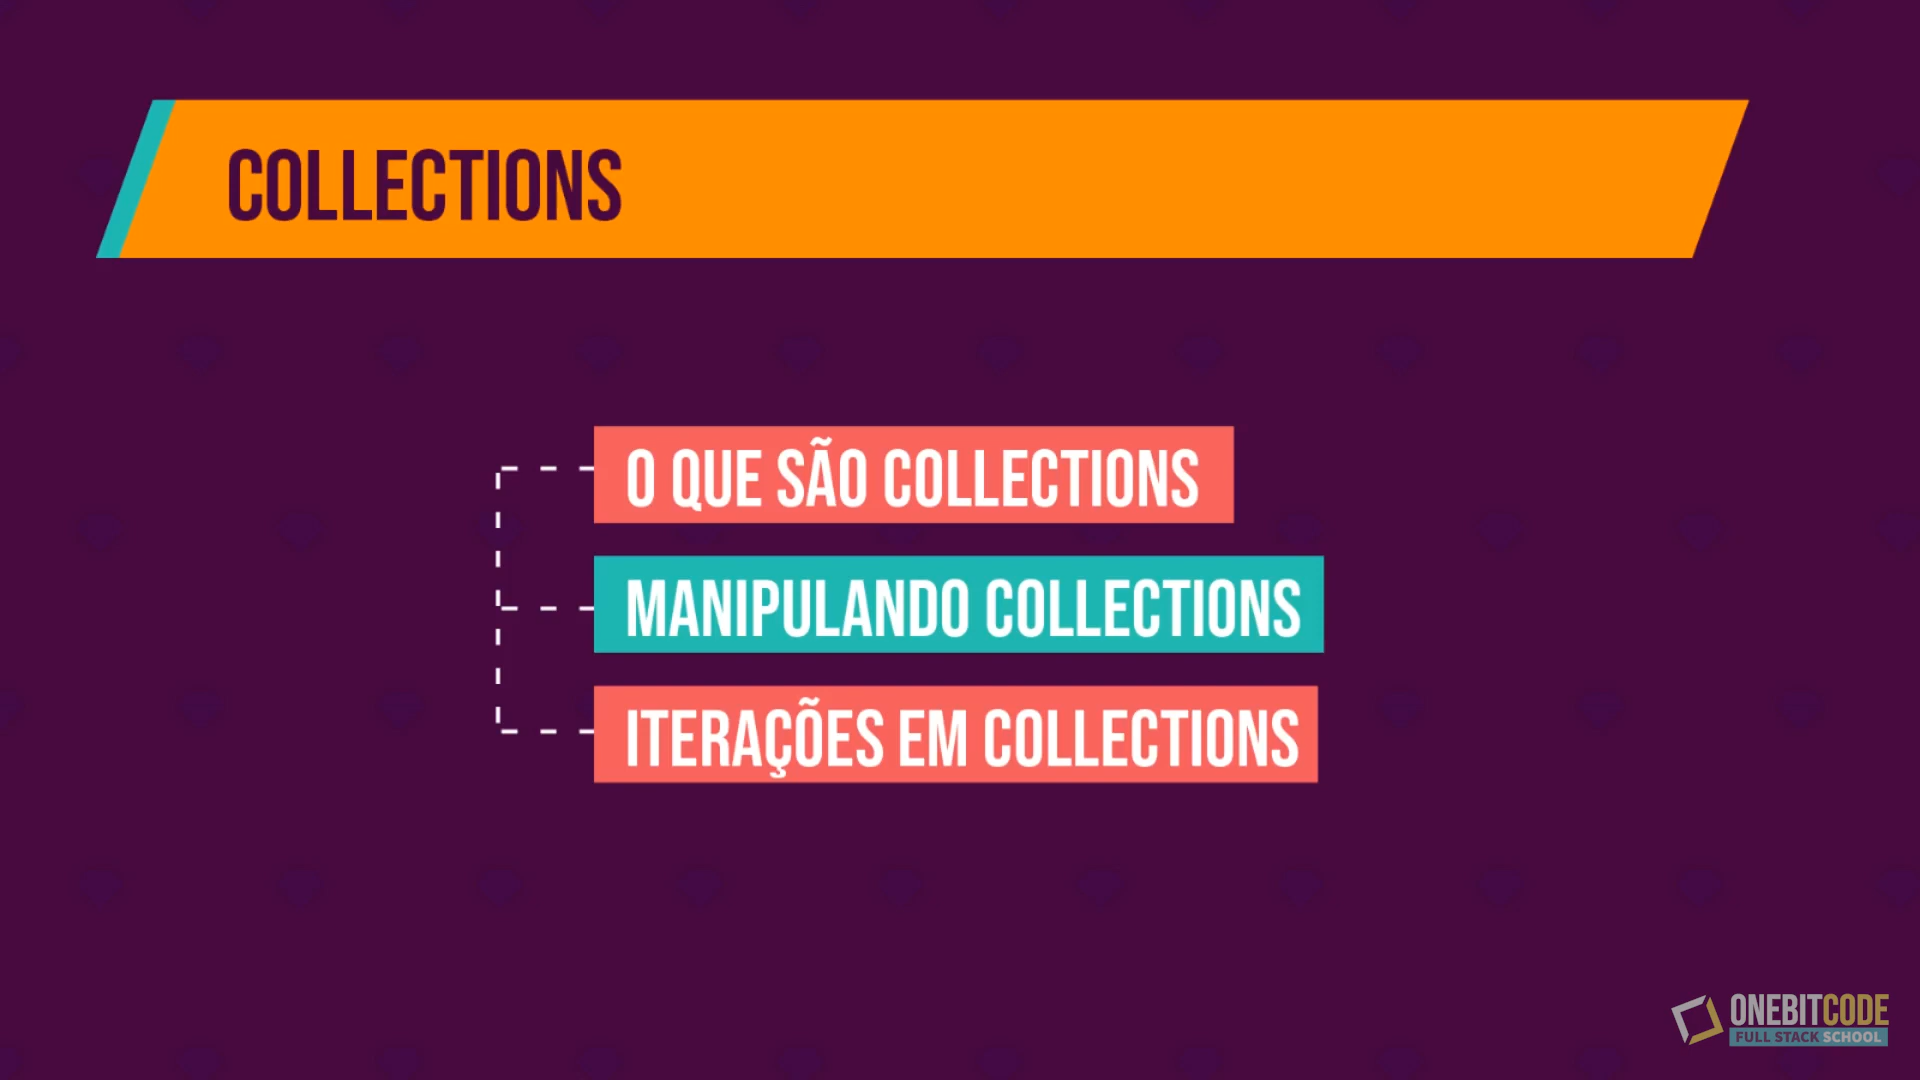 COLLECTIONS
O QUE SÃO COLLECTIONS
MANIPULANDO COLLECTIONS
ITERAÇÕES EM COLLECTIONS
ONEBITCODE
FULL STACK SCHOOL